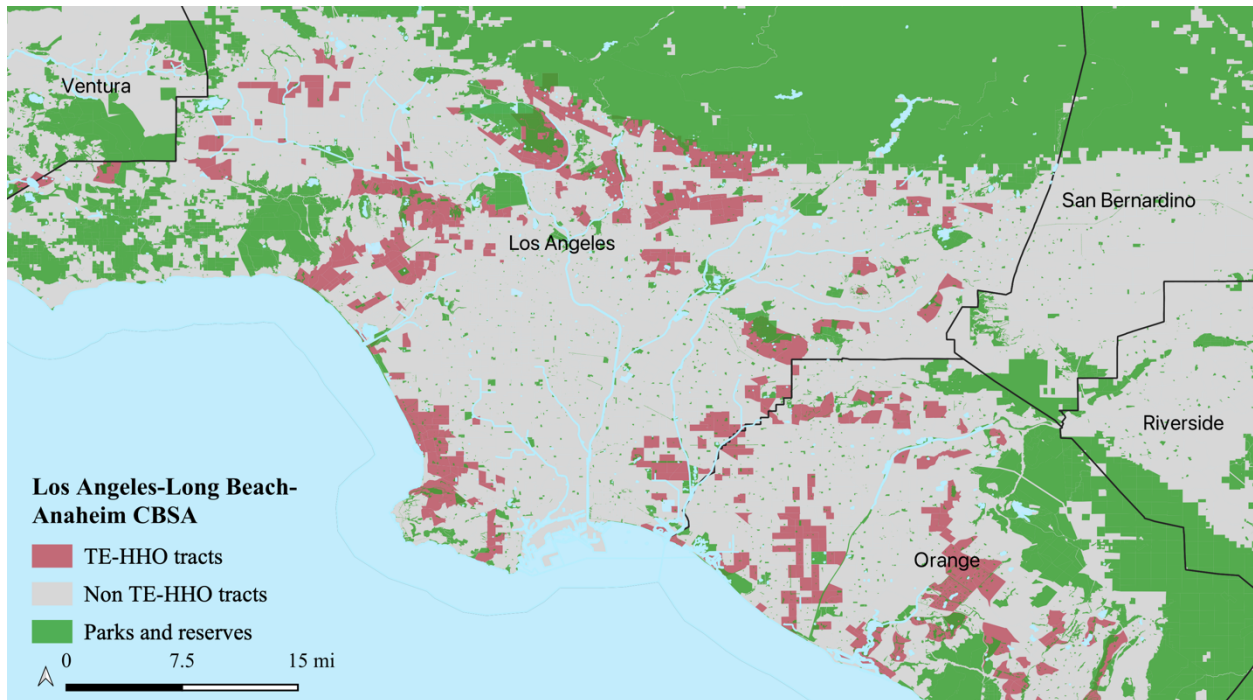 Ventura
San Bernardino
Los Angeles
Riverside
Orange
Los Angeles-Long Beach-
Anaheim CBSA
TE-HHO tracts
Non TE-HHO tracts
Parks and reserves
0 7.5 15 mi